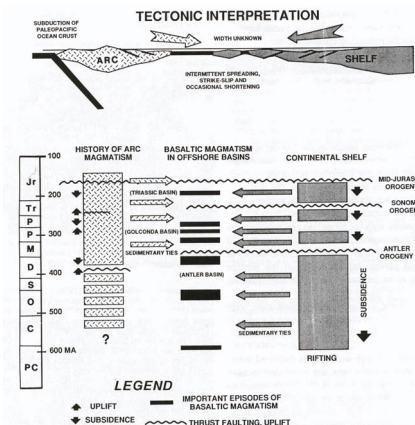 TECTONIC INTERPRETATION
SUBDUCTION OF
PALEOPACIFIC
OCEAN CRUST
WIDTH UNKNOWN
ARC
SHELF
INTERMITTENT SPREADING,
STRIKE-SLIP AND
OCCASIONAL SHORTENING
HISTORY OF ARC
MAGMATISM
BASALTIC MAGMATISM
IN OFFSHORE BASINS
CONTINENTAL SHELF
100
Jr
MID-JURAS
OROGENY
(TRIASSIC BASIN)
200
Tr
SONOM
OROGE
P
P
(GOLCONDA BASIN)
300
M
SEDIMENTARY TIES
ANTLER
OROGENY
D
(ANTLER BASIN)
400
S
O
SUBSIDENCE
500
C
SEDIMENTARY TIES
?
600 MA
RIFTING
PC
LEGEND
UPLIFT
IMPORTANT EPISODES OF
BASALTIC MAGMATISM
SUBSIDENCE
THRUST FAULTING, UPLIFT